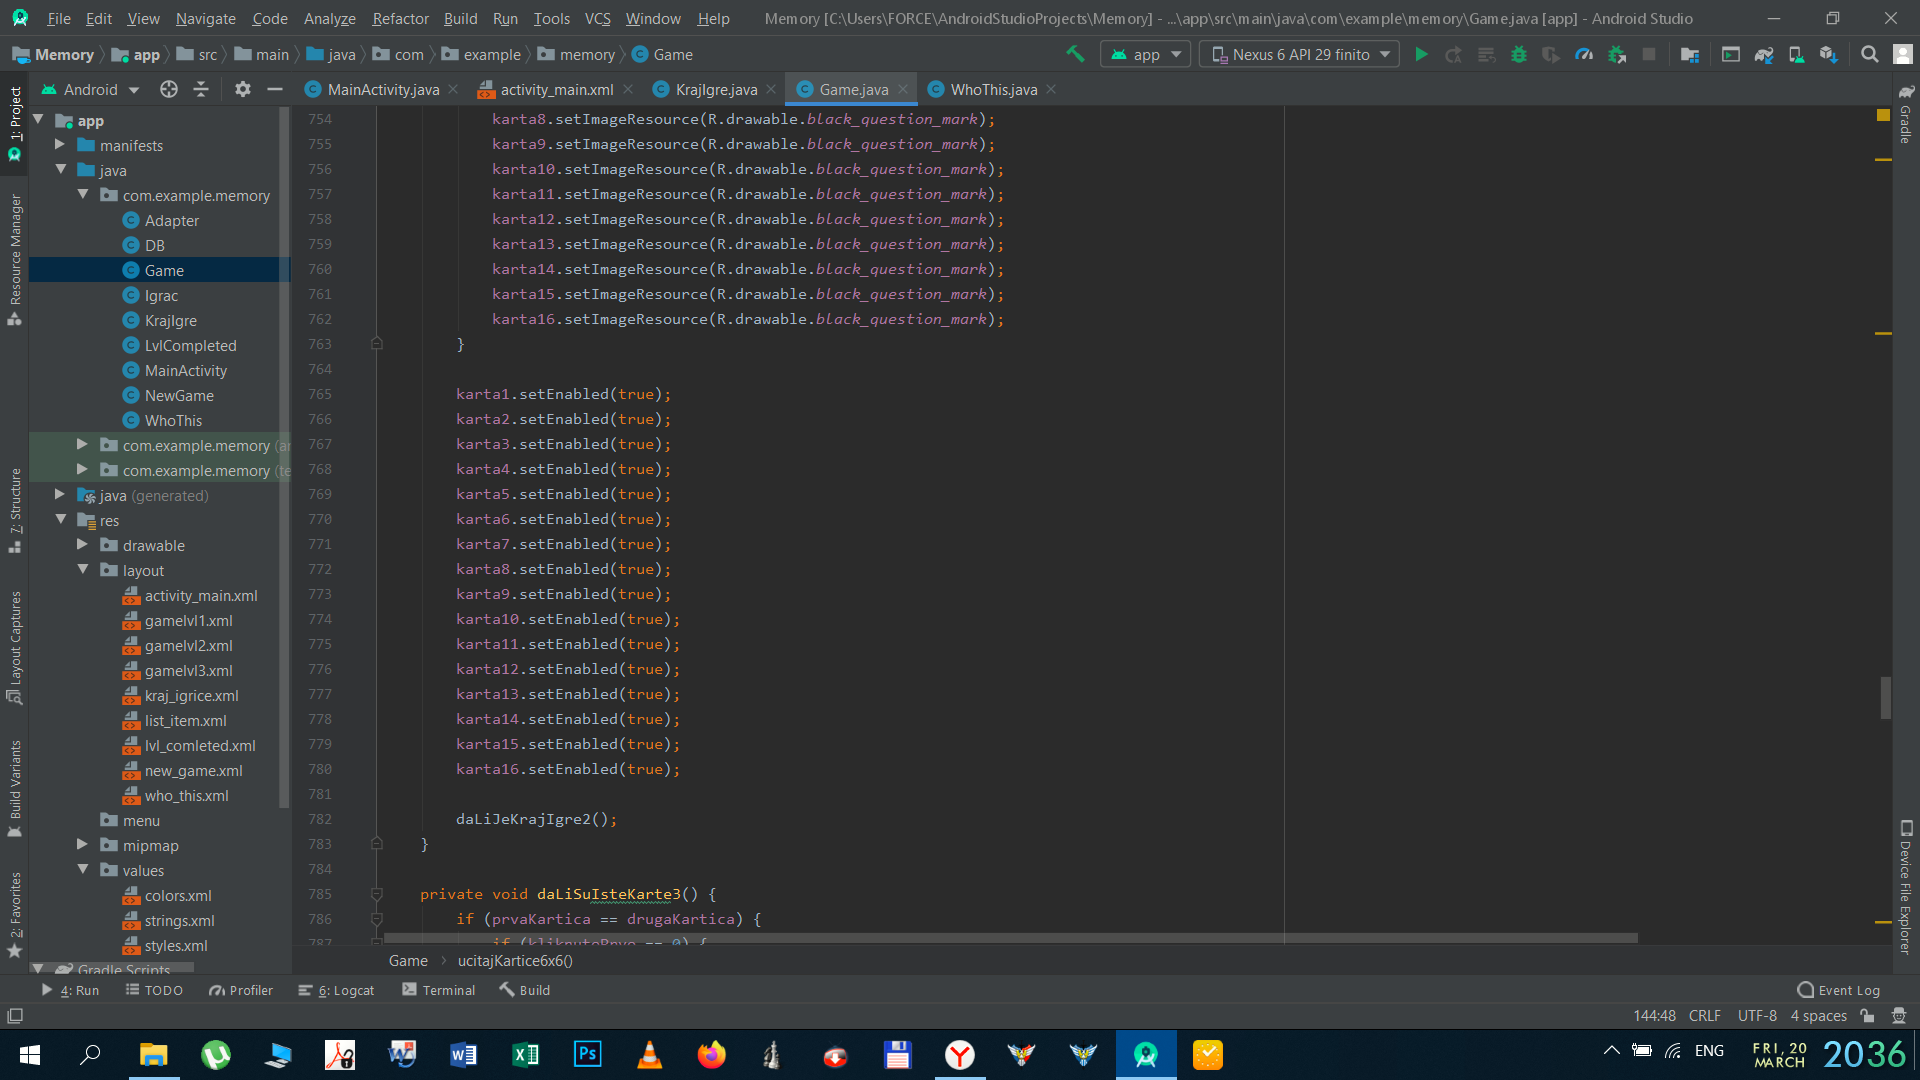 File Edit View Navigate Code Analyze Refactor Build Run Tools VCS Window Help Memory [C:\Users\FORCE\AndroidStudioProjects\Memory] - ...\app\src\main\java\com\example\memory\Game.java [app] - Android Studio
Memory app src main java com example memory Game app Nexus 6 API 29 finito
Android MainActivity.java activity_main.xml KrajIgre.java Game.java WhoThis.java
1: Project
Resource Manager
7: Structure
Layout Captures
Build Variants
2: Favorites
app
manifests
java
com.example.memory
Adapter
DB
Game
Igrac
KrajIgre
LvlCompleted
MainActivity
NewGame
WhoThis
com.example.memory (ar
com.example.memory (te
java (generated)
res
drawable
layout
activity_main.xml
gamelvl1.xml
gamelvl2.xml
gamelvl3.xml
kraj_igrice.xml
list_item.xml
lvl_comleted.xml
new_game.xml
who_this.xml
menu
mipmap
values
colors.xml
strings.xml
styles.xml
Gradle Scripts
754 karta8.setImageResource(R.drawable.black_question_mark);
755 karta9.setImageResource(R.drawable.black_question_mark);
756 karta10.setImageResource(R.drawable.black_question_mark);
757 karta11.setImageResource(R.drawable.black_question_mark);
758 karta12.setImageResource(R.drawable.black_question_mark);
759 karta13.setImageResource(R.drawable.black_question_mark);
760 karta14.setImageResource(R.drawable.black_question_mark);
761 karta15.setImageResource(R.drawable.black_question_mark);
762 karta16.setImageResource(R.drawable.black_question_mark);
763 }
764
765 karta1.setEnabled(true);
766 karta2.setEnabled(true);
767 karta3.setEnabled(true);
768 karta4.setEnabled(true);
769 karta5.setEnabled(true);
770 karta6.setEnabled(true);
771 karta7.setEnabled(true);
772 karta8.setEnabled(true);
773 karta9.setEnabled(true);
774 karta10.setEnabled(true);
775 karta11.setEnabled(true);
776 karta12.setEnabled(true);
777 karta13.setEnabled(true);
778 karta14.setEnabled(true);
779 karta15.setEnabled(true);
780 karta16.setEnabled(true);
781
782 daLiJeKrajIgre2();
783 }
784
785 private void daLiSuIsteKarte3() {
786 if (prvaKartica == drugaKartica) {
787 if (kliknutoPrvo == 0) {
Gradle
Device File Explorer
Game ucitajKartice6x6()
4: Run TODO Profiler 6: Logcat Terminal Build Event Log
144:48 CRLF UTF-8 4 spaces
ENG FRI, 20 MARCH 2036